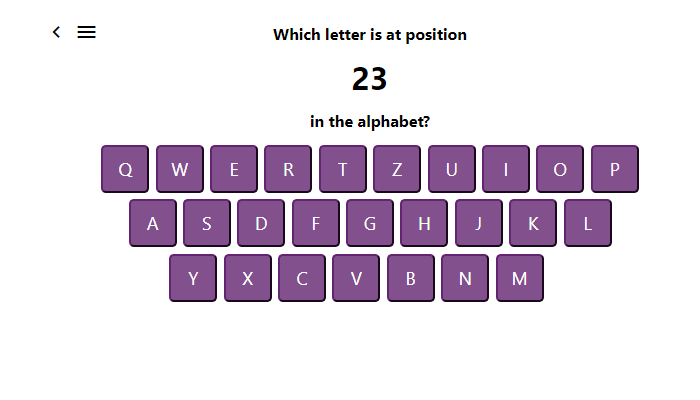 Which letter is at position
23
in the alphabet?
Q W E R T Z U I O P
A S D F G H J K L
Y X C V B N M